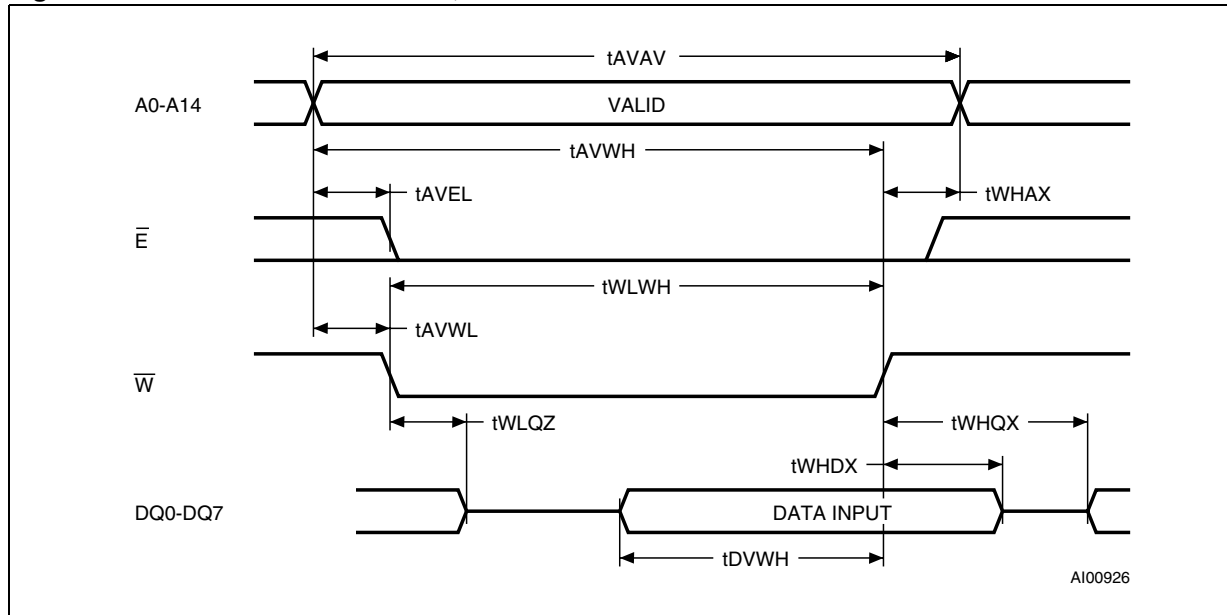 tAVAV
A0-A14
VALID
tAVWH
tAVEL
tWHAX
E̅
tWLWH
tAVWL
W̅
tWLQZ
tWHQX
tWHDX
DQ0-DQ7
DATA INPUT
tDVWH
AI00926